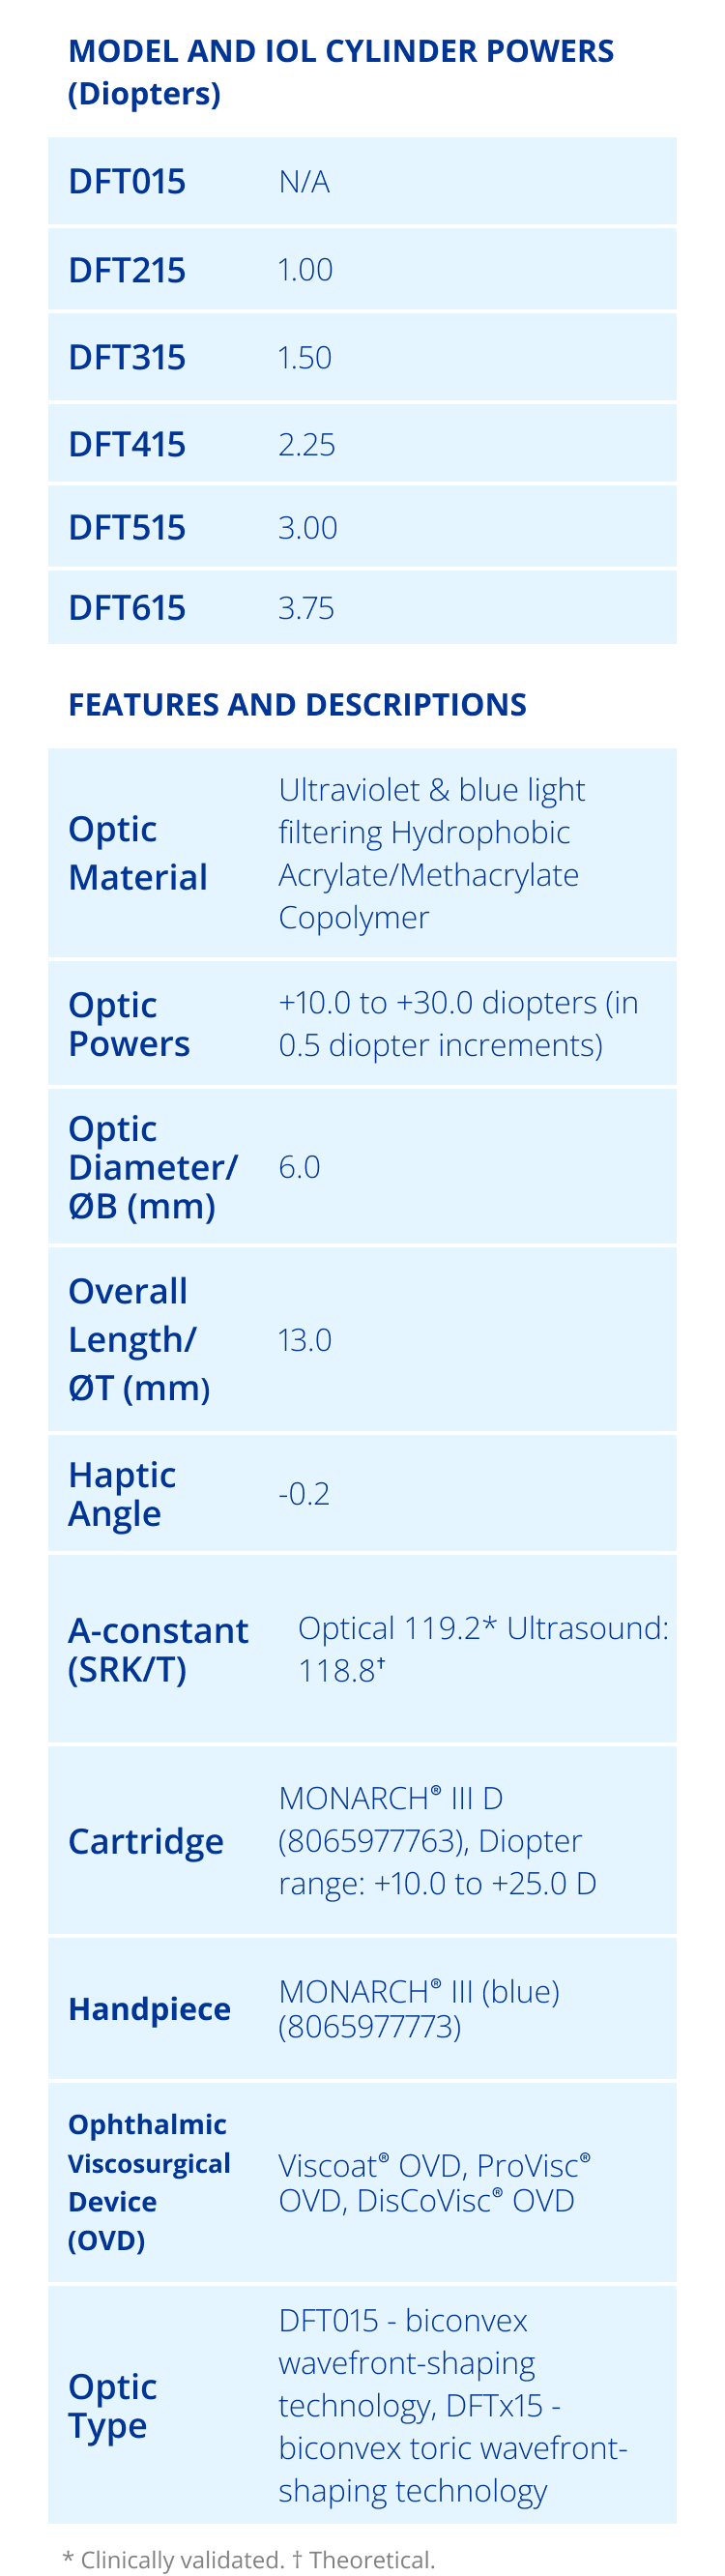 MODEL AND IOL CYLINDER POWERS
(Diopters)
DFT015 N/A
DFT215 1.00
DFT315 1.50
DFT415 2.25
DFT515 3.00
DFT615 3.75
FEATURES AND DESCRIPTIONS
Optic
Material
Ultraviolet & blue light
filtering Hydrophobic
Acrylate/Methacrylate
Copolymer
Optic
Powers
+10.0 to +30.0 diopters (in
0.5 diopter increments)
Optic
Diameter/
ØB (mm)
6.0
Overall
Length/
ØT (mm)
13.0
Haptic
Angle
-0.2
A-constant
(SRK/T)
Optical 119.2* Ultrasound:
118.8†
Cartridge
MONARCH® III D
(8065977763), Diopter
range: +10.0 to +25.0 D
Handpiece
MONARCH® III (blue)
(8065977773)
Ophthalmic
Viscosurgical
Device
(OVD)
Viscoat® OVD, ProVisc®
OVD, DisCoVisc® OVD
Optic
Type
DFT015 - biconvex
wavefront-shaping
technology, DFTx15 -
biconvex toric wavefront-
shaping technology
* Clinically validated. † Theoretical.